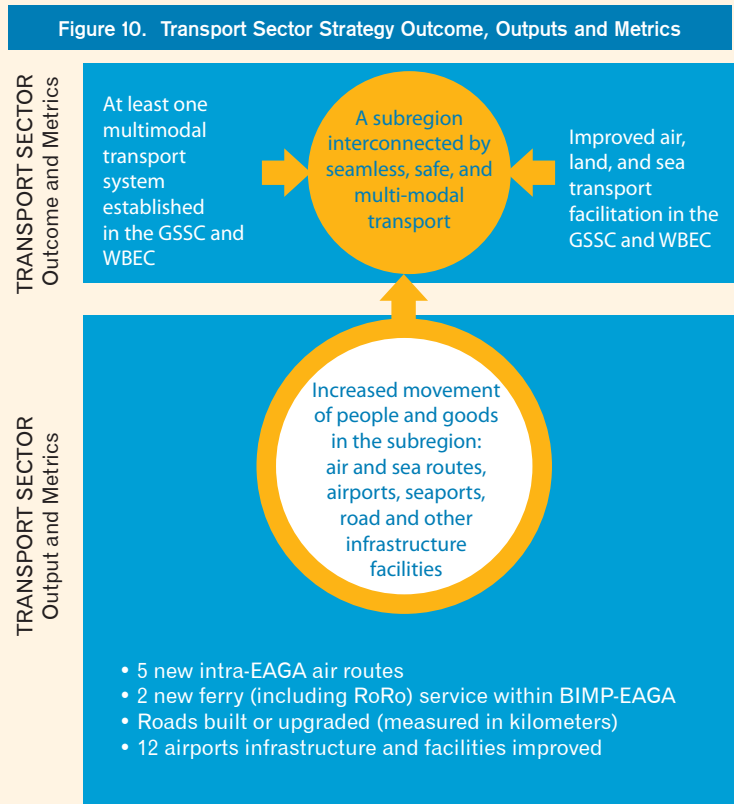 Figure 10. Transport Sector Strategy Outcome, Outputs and Metrics
TRANSPORT SECTOR
Outcome and Metrics
At least one
multimodal
transport
system
established
in the GSSC and
WBEC
A subregion
interconnected by
seamless, safe, and
multi-modal
transport
Improved air,
land, and sea
transport
facilitation in the
GSSC and WBEC
TRANSPORT SECTOR
Output and Metrics
Increased movement
of people and goods
in the subregion:
air and sea routes,
airports, seaports,
road and other
infrastructure
facilities
• 5 new intra-EAGA air routes
• 2 new ferry (including RoRo) service within BIMP-EAGA
• Roads built or upgraded (measured in kilometers)
• 12 airports infrastructure and facilities improved